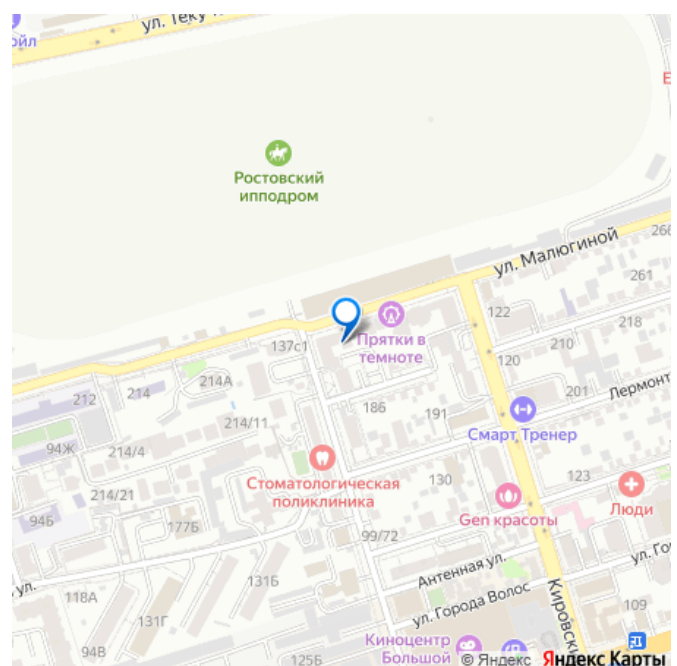 ул. Теку
ойл
Е
Ростовский
ипподром
ул. Малюгиной
266
261
122
218
Прятки в
темноте
137с1
210
120
214А
212
214
186
191
201
Лермонт
214/11
Смарт Тренер
94Ж
214/4
Стоматологическая
поликлиника
130
123
214/21
Gen красоты
Люди
94Б
177Б
99/72
ул.
Антенная ул.
ул. Го
118А
131Б
ул. Города Волос
Кировски
109
131Г
94В
125Б
Киноцентр
Большой
© Яндекс Яндекс Карты